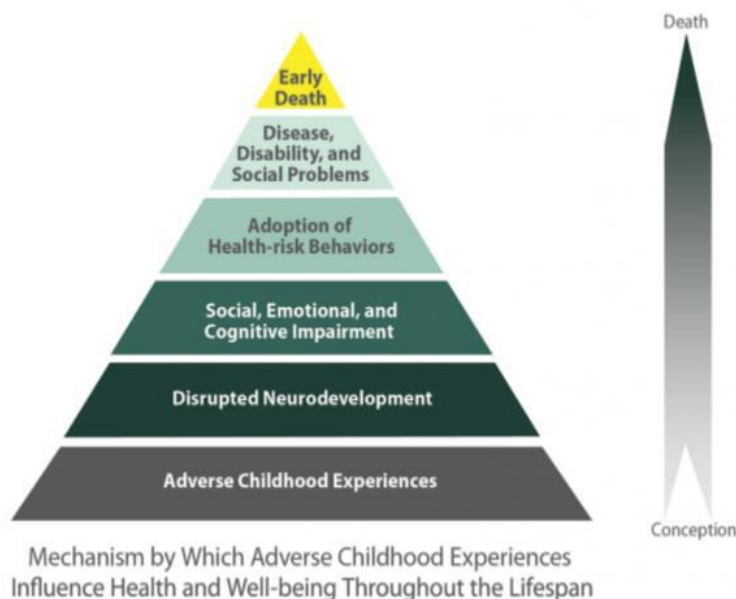 Death
Early
Death
Disease,
Disability, and
Social Problems
Adoption of
Health-risk Behaviors
Social, Emotional, and
Cognitive Impairment
Disrupted Neurodevelopment
Adverse Childhood Experiences
Conception
Mechanism by Which Adverse Childhood Experiences
Influence Health and Well-being Throughout the Lifespan